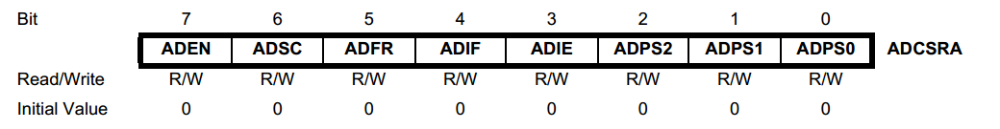 Bit 7 6 5 4 3 2 1 0
ADEN ADSC ADFR ADIF ADIE ADPS2 ADPS1 ADPS0 ADCSRA
Read/Write R/W R/W R/W R/W R/W R/W R/W R/W
Initial Value 0 0 0 0 0 0 0 0